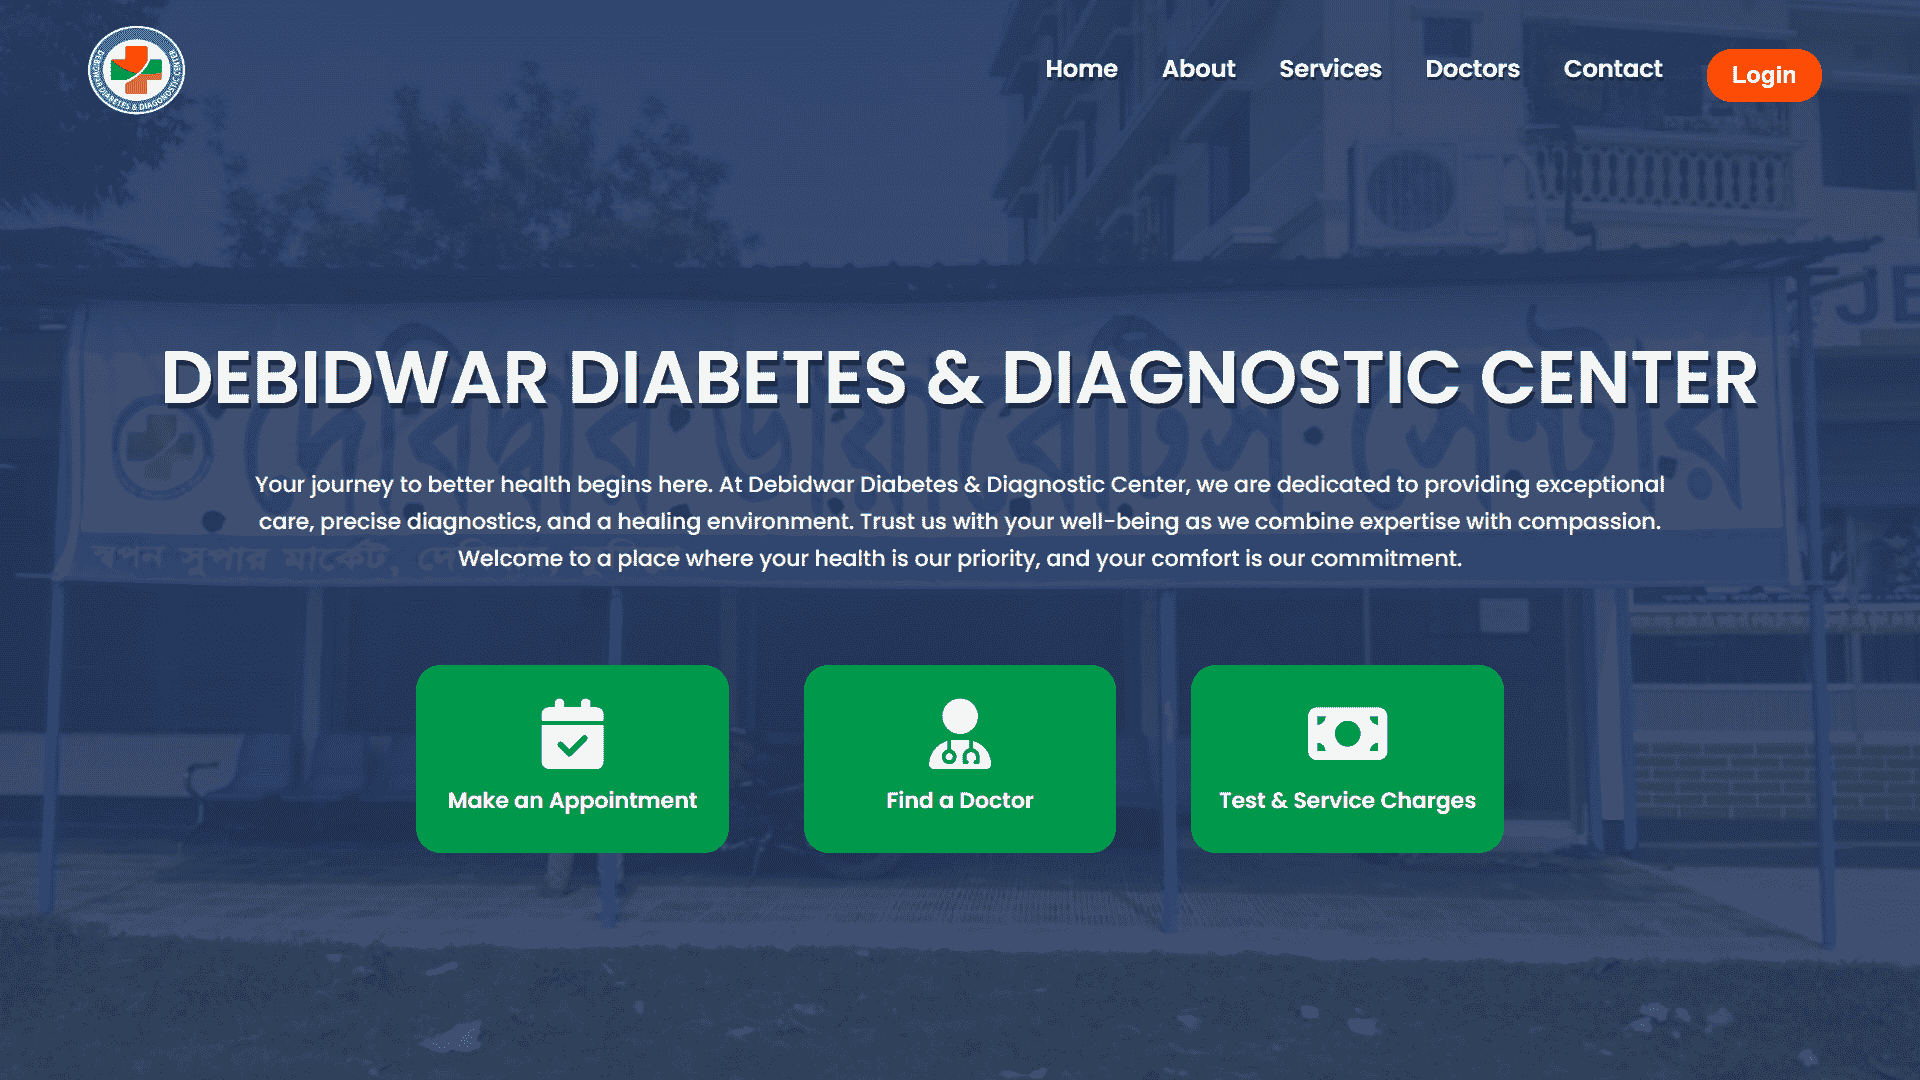 DEBIDWAR DIABETES & DIAGONOSTIC CENTER
Home About Services Doctors Contact Login
JE
DEBIDWAR DIABETES & DIAGNOSTIC CENTER
দেবিদ্বার ডায়াবেটিস সেন্টার
Your journey to better health begins here. At Debidwar Diabetes & Diagnostic Center, we are dedicated to providing exceptional
care, precise diagnostics, and a healing environment. Trust us with your well-being as we combine expertise with compassion.
Welcome to a place where your health is our priority, and your comfort is our commitment.
স্বপন সুপার মার্কেট,
Make an Appointment
Find a Doctor
Test & Service Charges